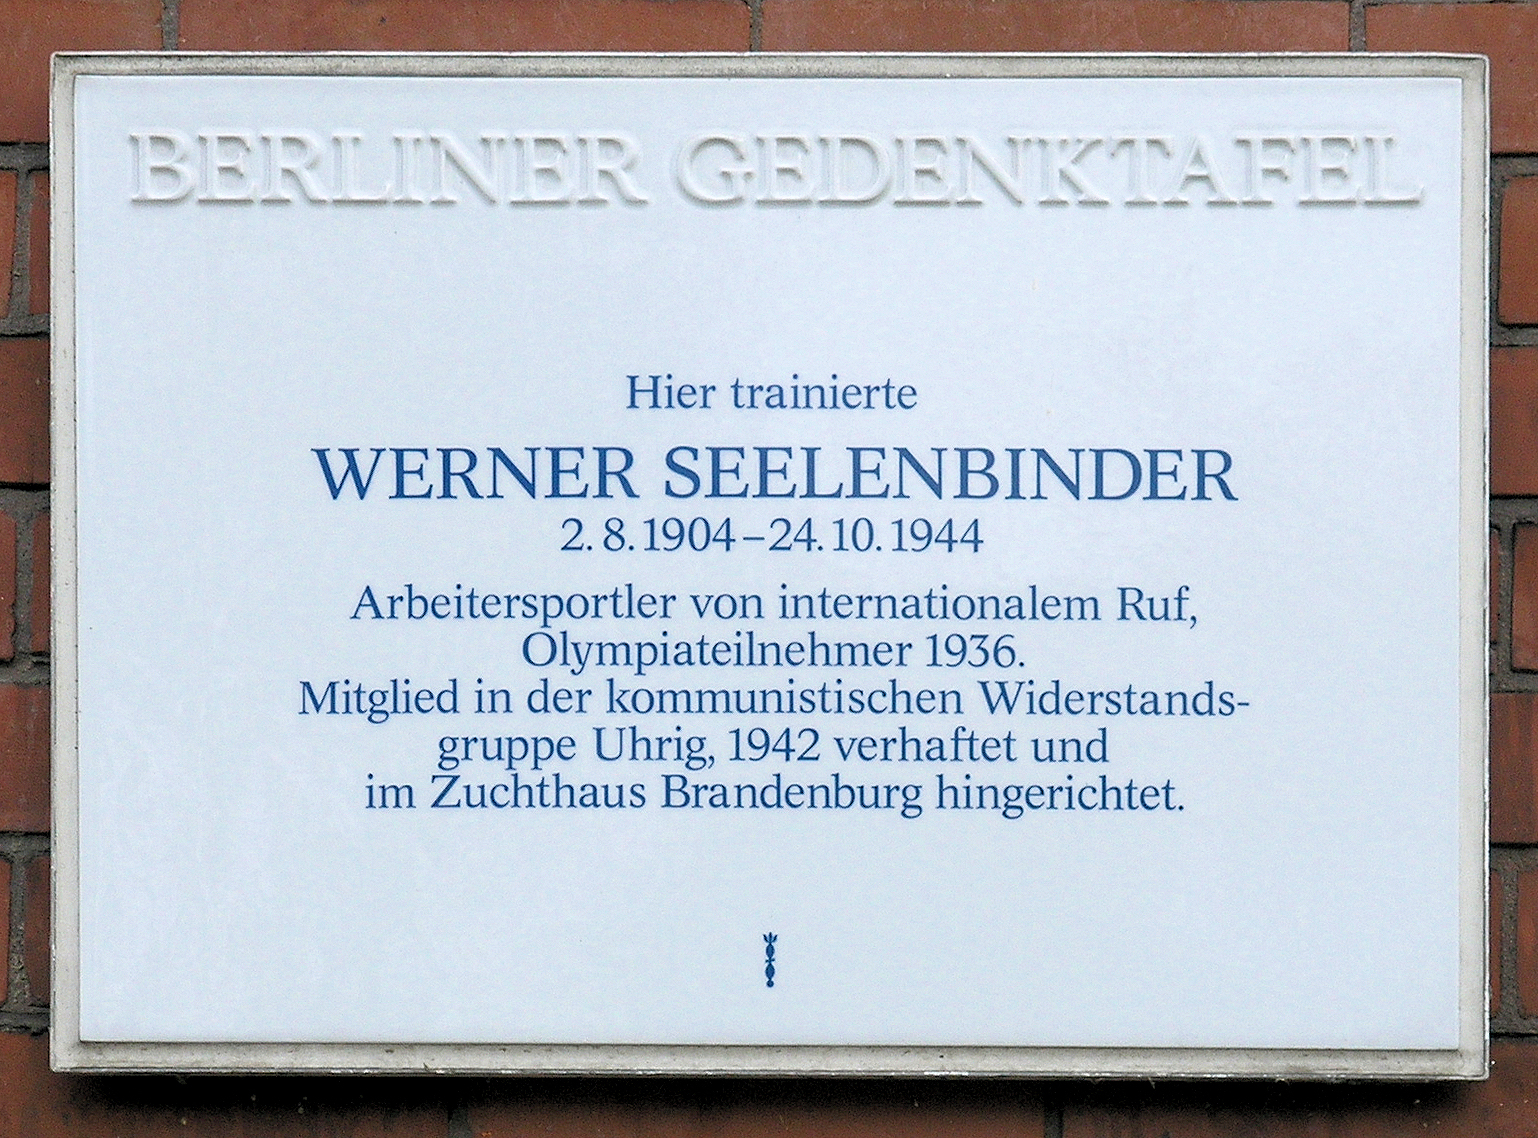 BERLINER GEDENKTAFEL
Hier trainierte
WERNER SEELENBINDER
2. 8. 1904 – 24. 10. 1944
Arbeitersportler von internationalem Ruf,
Olympiateilnehmer 1936.
Mitglied in der kommunistischen Widerstands-
gruppe Uhrig, 1942 verhaftet und
im Zuchthaus Brandenburg hingerichtet.